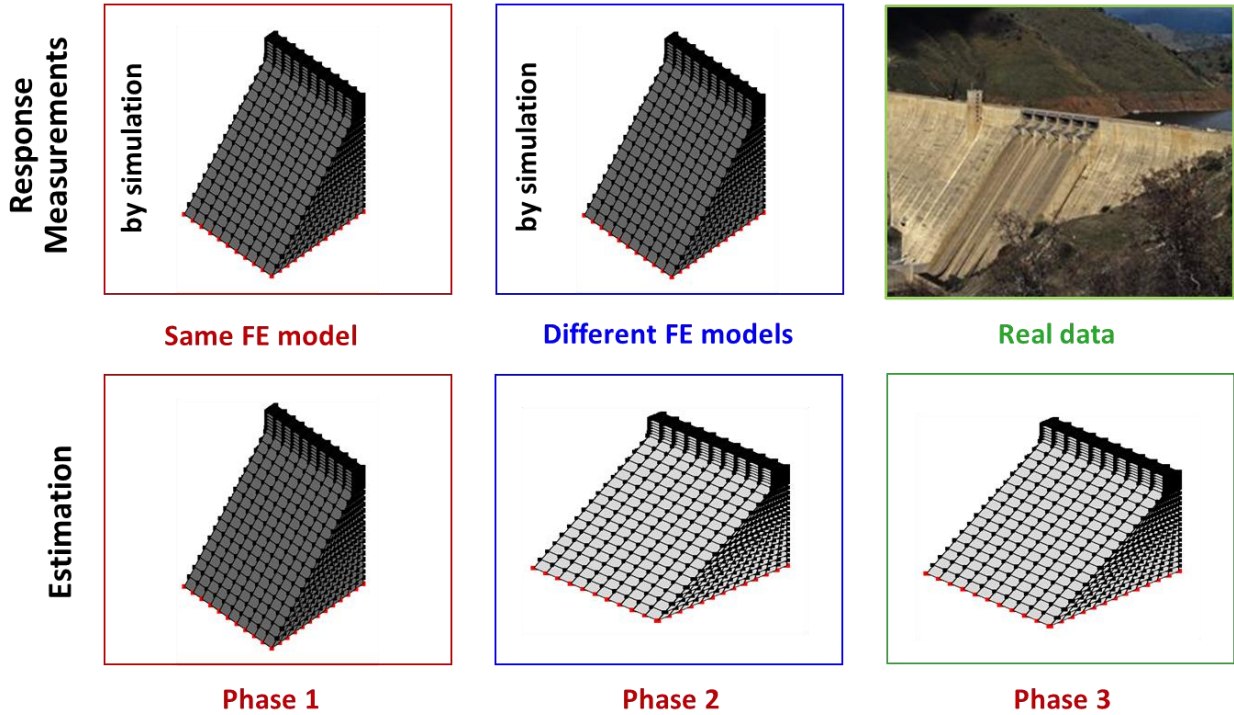 Response
Measurements
by simulation
by simulation
Same FE model
Different FE models
Real data
Estimation
Phase 1
Phase 2
Phase 3